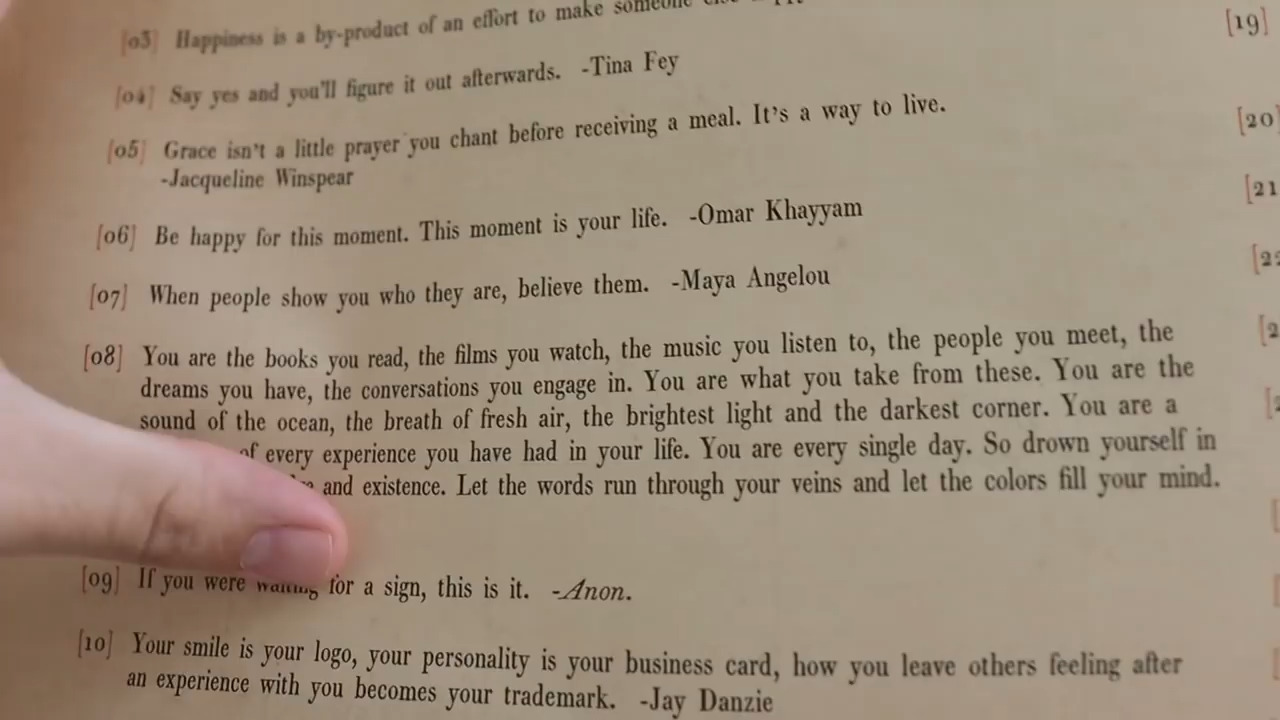 [03] Happiness is a by-product of an effort to make someone
[19]
[04] Say yes and you'll figure it out afterwards. -Tina Fey
[05] Grace isn't a little prayer you chant before receiving a meal. It's a way to live.
-Jacqueline Winspear
[20]
[06] Be happy for this moment. This moment is your life. -Omar Khayyam
[21
[07] When people show you who they are, believe them. -Maya Angelou
[08] You are the books you read, the films you watch, the music you listen to, the people you meet, the
dreams you have, the conversations you engage in. You are what you take from these. You are the
sound of the ocean, the breath of fresh air, the brightest light and the darkest corner. You are a
of every experience you have had in your life. You are every single day. So drown yourself in
and existence. Let the words run through your veins and let the colors fill your mind.
[09] If you were waiting for a sign, this is it. -Anon.
[10] Your smile is your logo, your personality is your business card, how you leave others feeling after
an experience with you becomes your trademark. -Jay Danzie